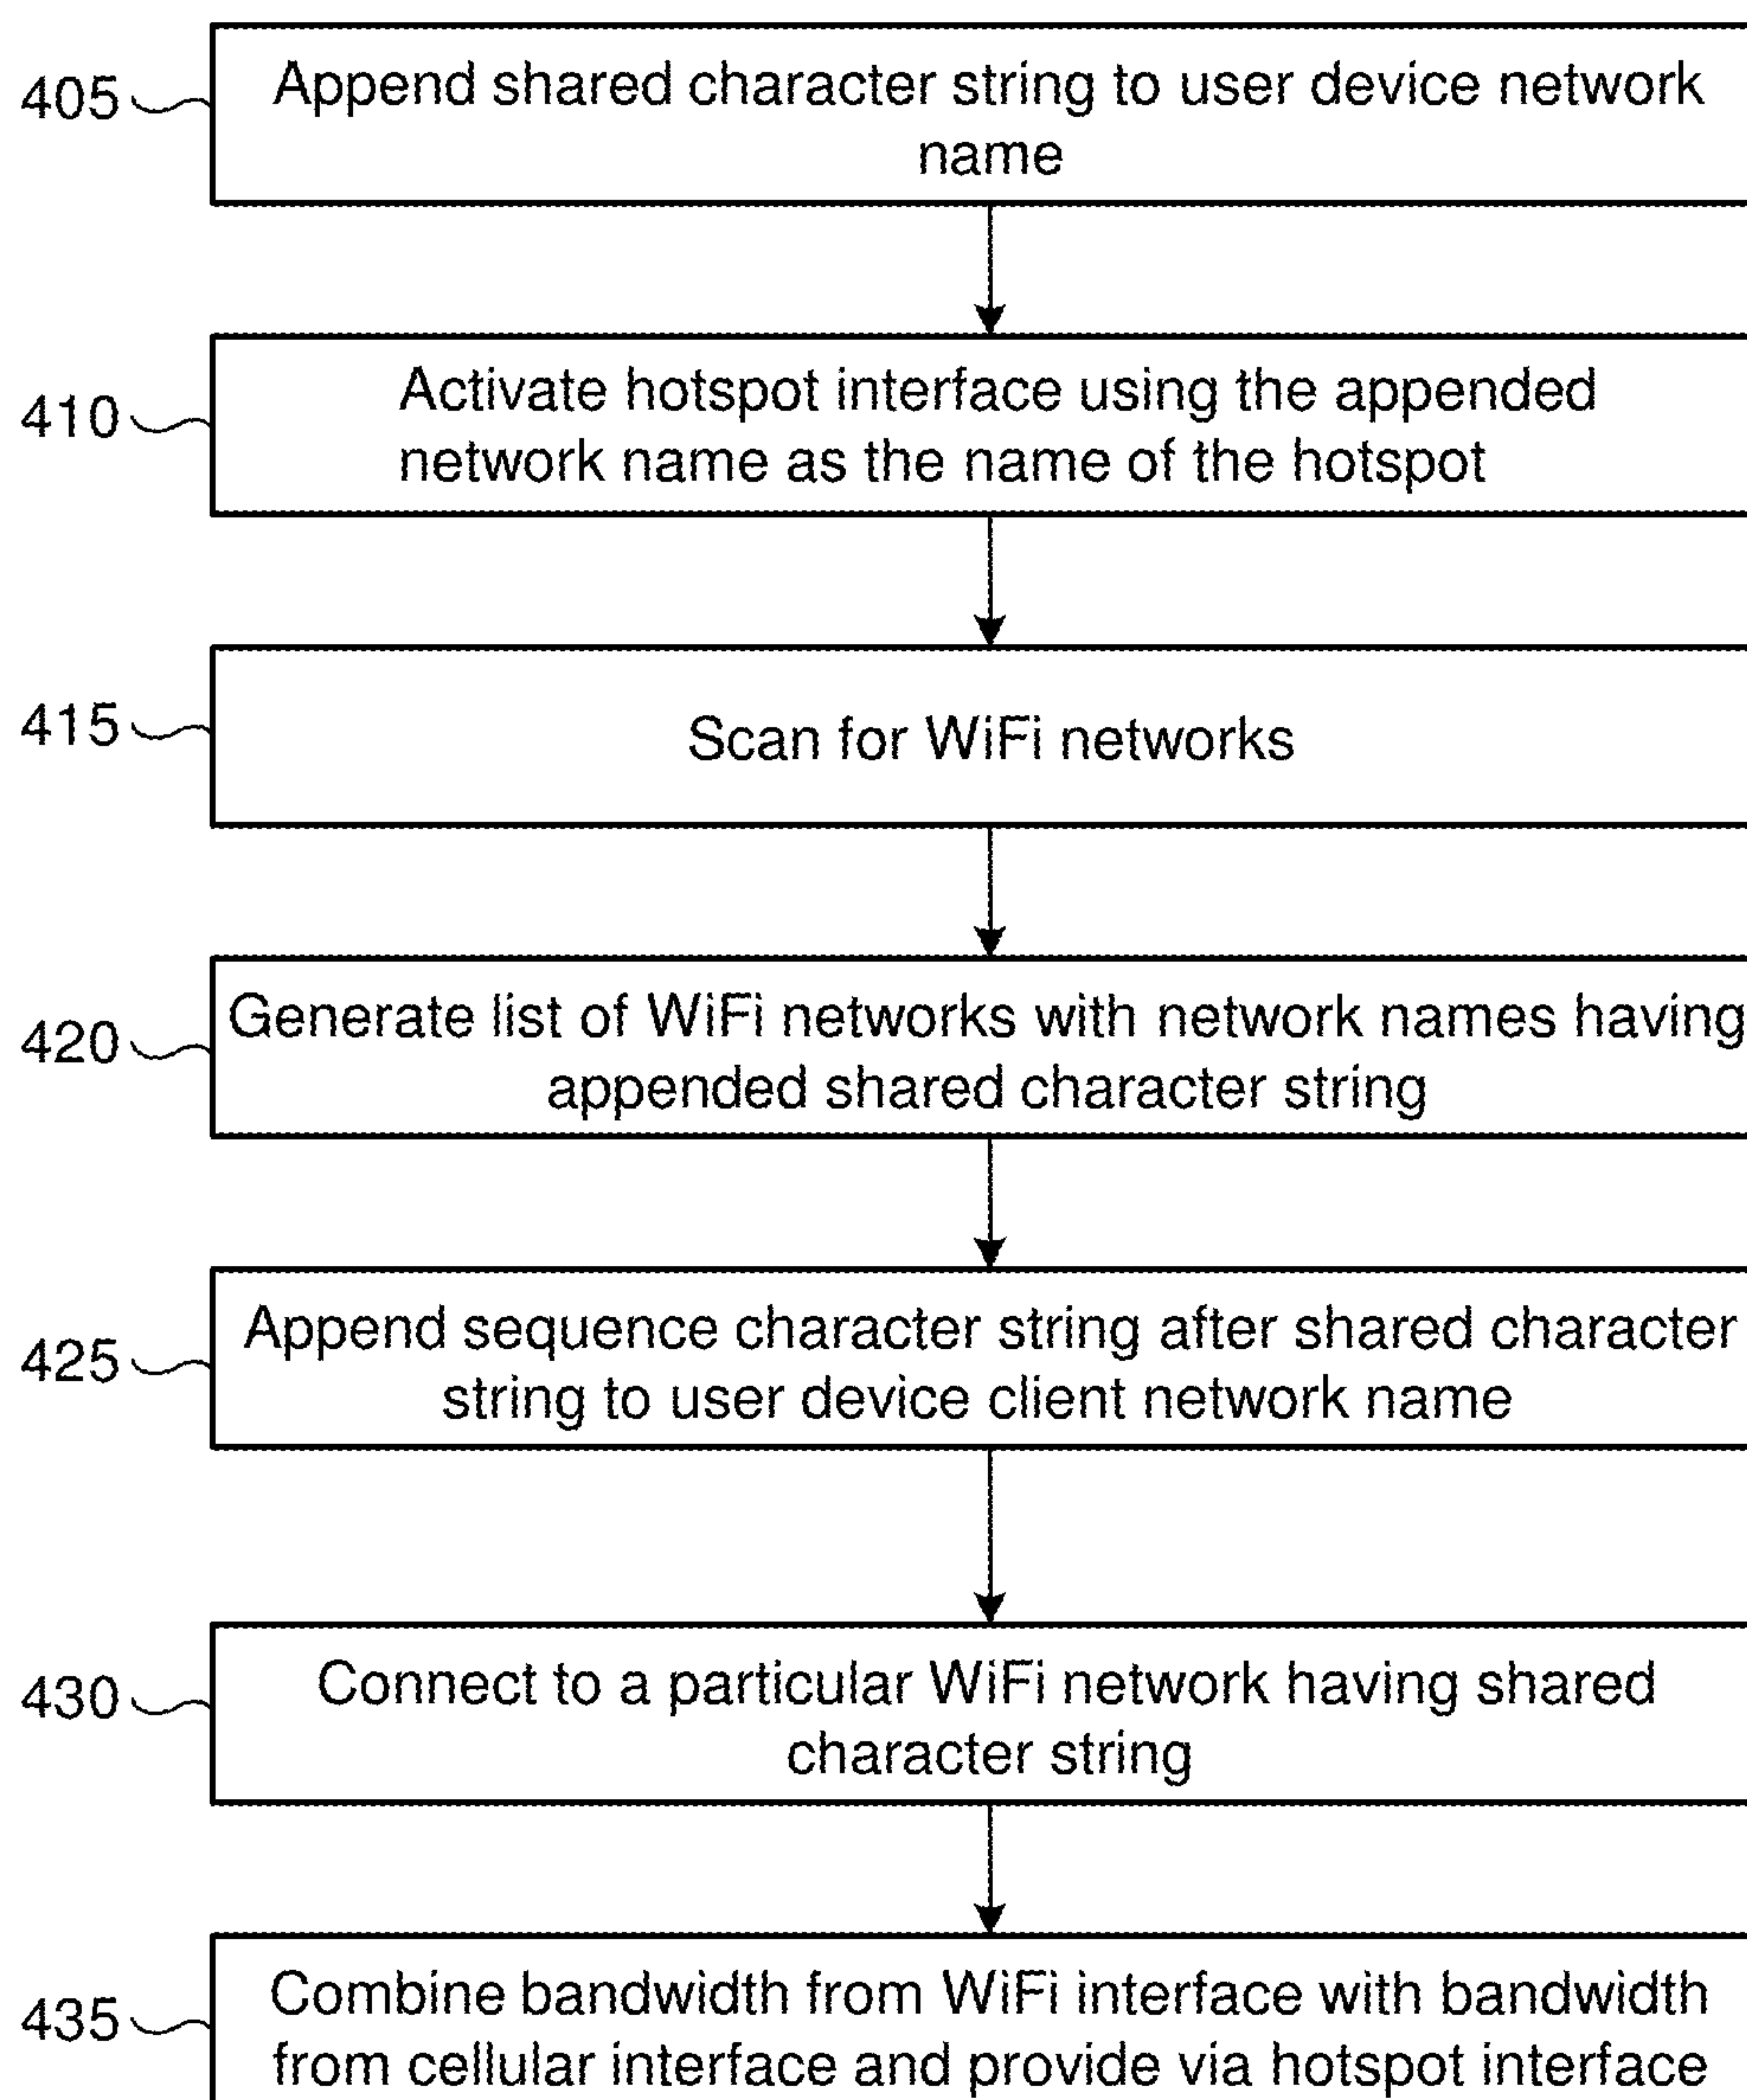 405
Append shared character string to user device network
name
410
Activate hotspot interface using the appended
network name as the name of the hotspot
415
Scan for WiFi networks
420
Generate list of WiFi networks with network names having
appended shared character string
425
Append sequence character string after shared character
string to user device client network name
430
Connect to a particular WiFi network having shared
character string
435
Combine bandwidth from WiFi interface with bandwidth
from cellular interface and provide via hotspot interface